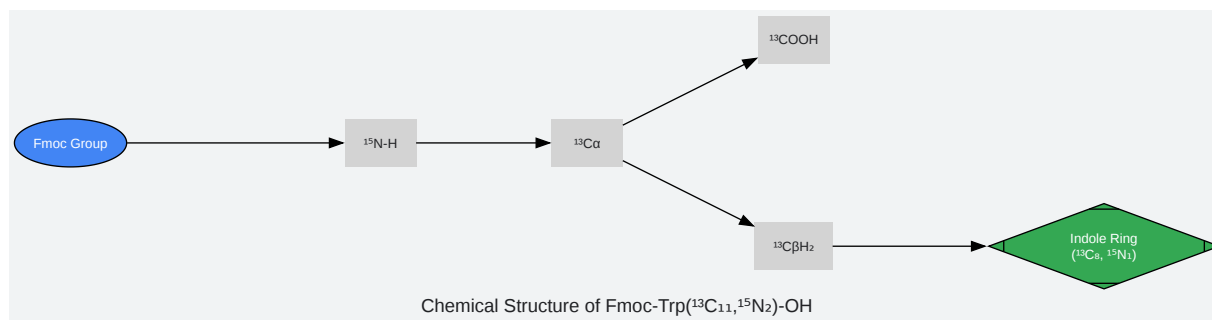 ¹³COOH
Fmoc Group
¹⁵N-H
¹³Cα
¹³CβH₂
Indole Ring
(¹³C₈, ¹⁵N₁)
Chemical Structure of Fmoc-Trp(¹³C₁₁,¹⁵N₂)-OH